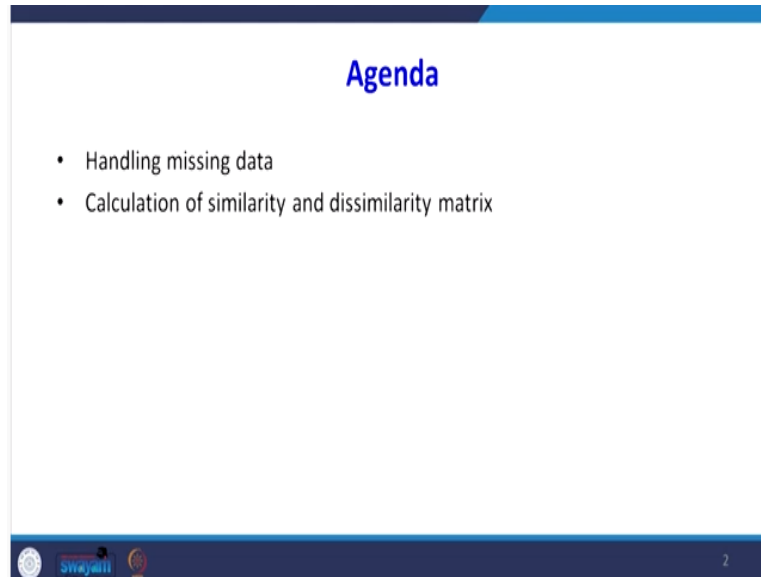 Agenda
• Handling missing data
• Calculation of similarity and dissimilarity matrix
swayam
2